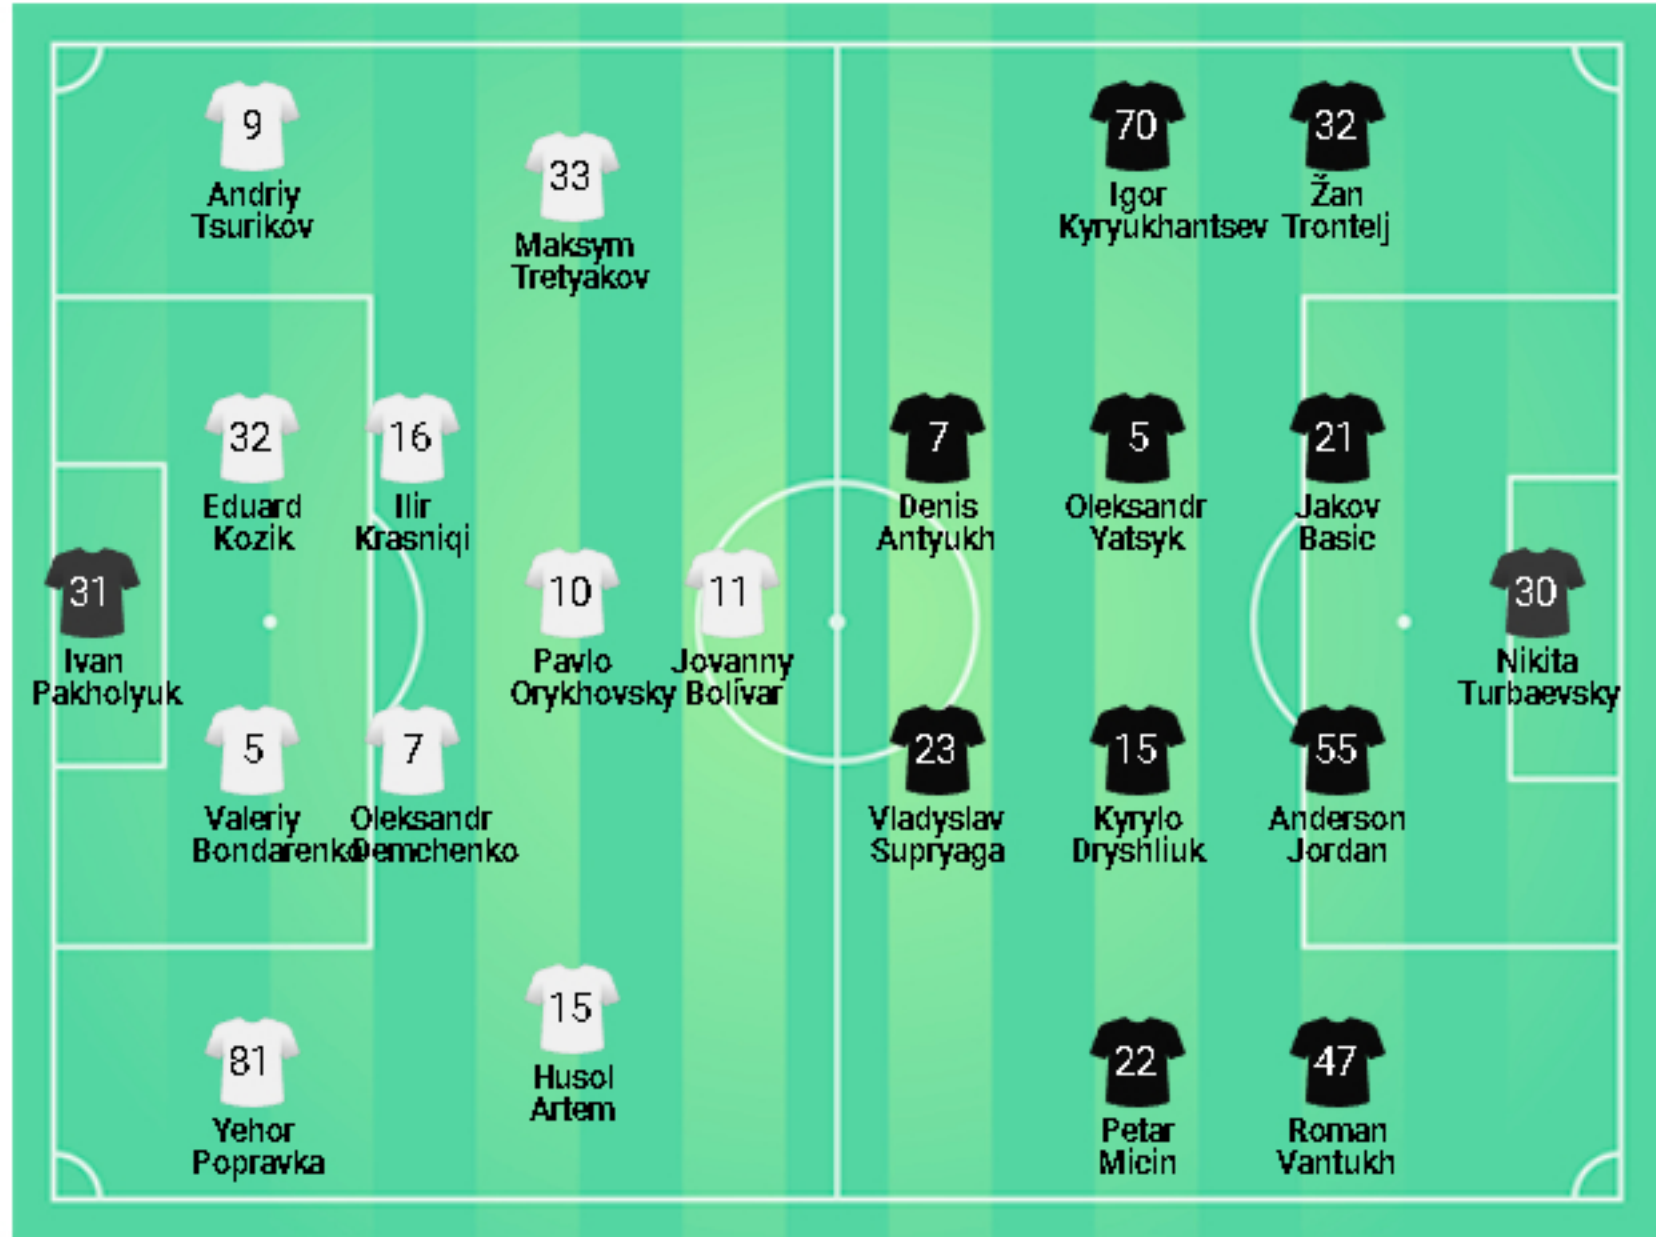 9
Andriy
Tsurikov
33
Maksym
Tretyakov
70
Igor
Kyryukhantsev
32
Žan
Trontelj
32
Eduard
Kozik
16
Ilir
Krasniqi
7
Denis
Antyukh
5
Oleksandr
Yatsyk
21
Jakov
Basic
31
Ivan
Pakholyuk
10
Pavlo
Orykhovsky
11
Jovanny
Bolívar
30
Nikita
Turbaevsky
5
Valeriy
Bondarenko
7
Oleksandr
Demchenko
23
Vladyslav
Supryaga
15
Kyrylo
Dryshliuk
55
Anderson
Jordan
15
Husol
Artem
81
Yehor
Popravka
22
Petar
Micin
47
Roman
Vantukh